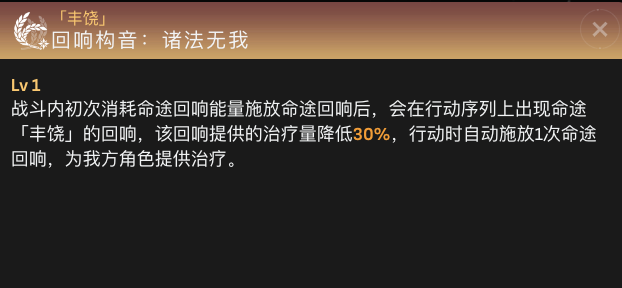 「丰饶」
回响构音：诸法无我
Lv 1
战斗内初次消耗命途回响能量施放命途回响后，会在行动序列上出现命途
「丰饶」的回响，该回响提供的治疗量降低30%，行动时自动施放1次命途
回响，为我方角色提供治疗。